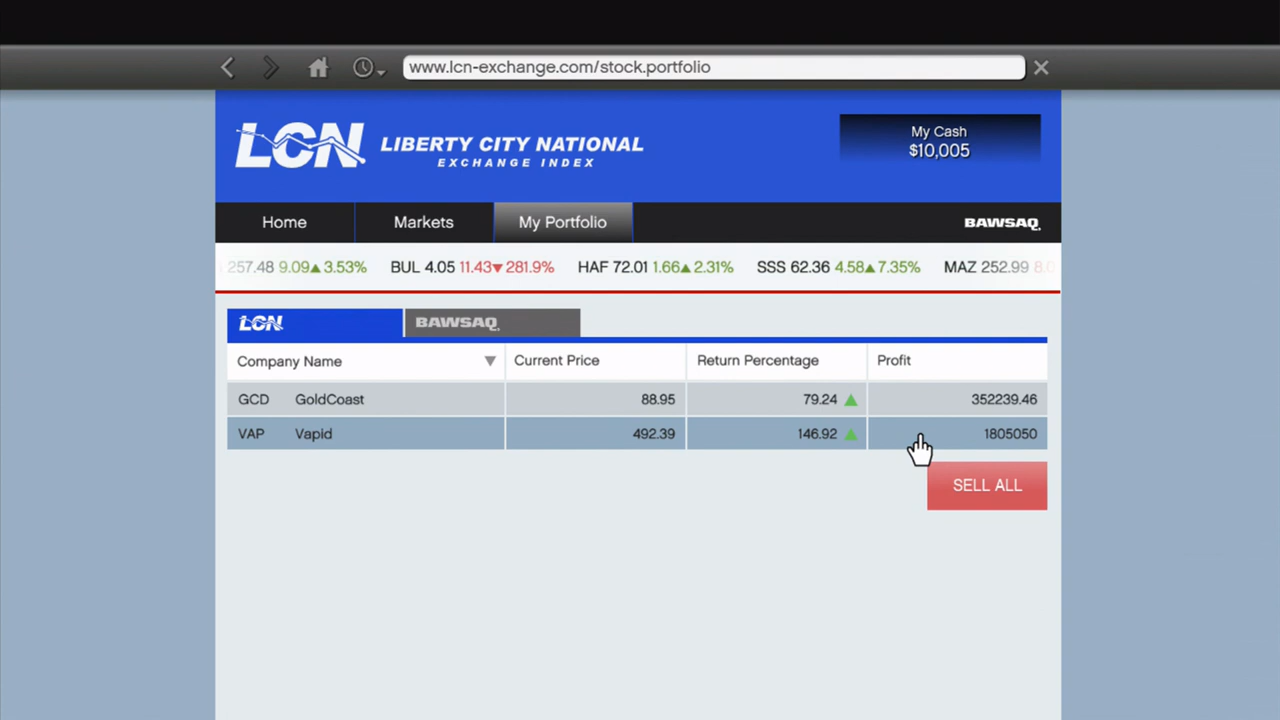 www.lcn-exchange.com/stock.portfolio
LCN LIBERTY CITY NATIONAL
EXCHANGE INDEX
My Cash
$10,005
Home Markets My Portfolio BAWSAQ
257.48 9.09▲3.53% BUL 4.05 11.43▼281.9% HAF 72.01 1.66▲2.31% SSS 62.36 4.58▲7.35% MAZ 252.99 8.0
LCN BAWSAQ
Company Name ▼ Current Price Return Percentage Profit
GCD GoldCoast 88.95 79.24 ▲ 352239.46
VAP Vapid 492.39 146.92 ▲ 1805050
SELL ALL